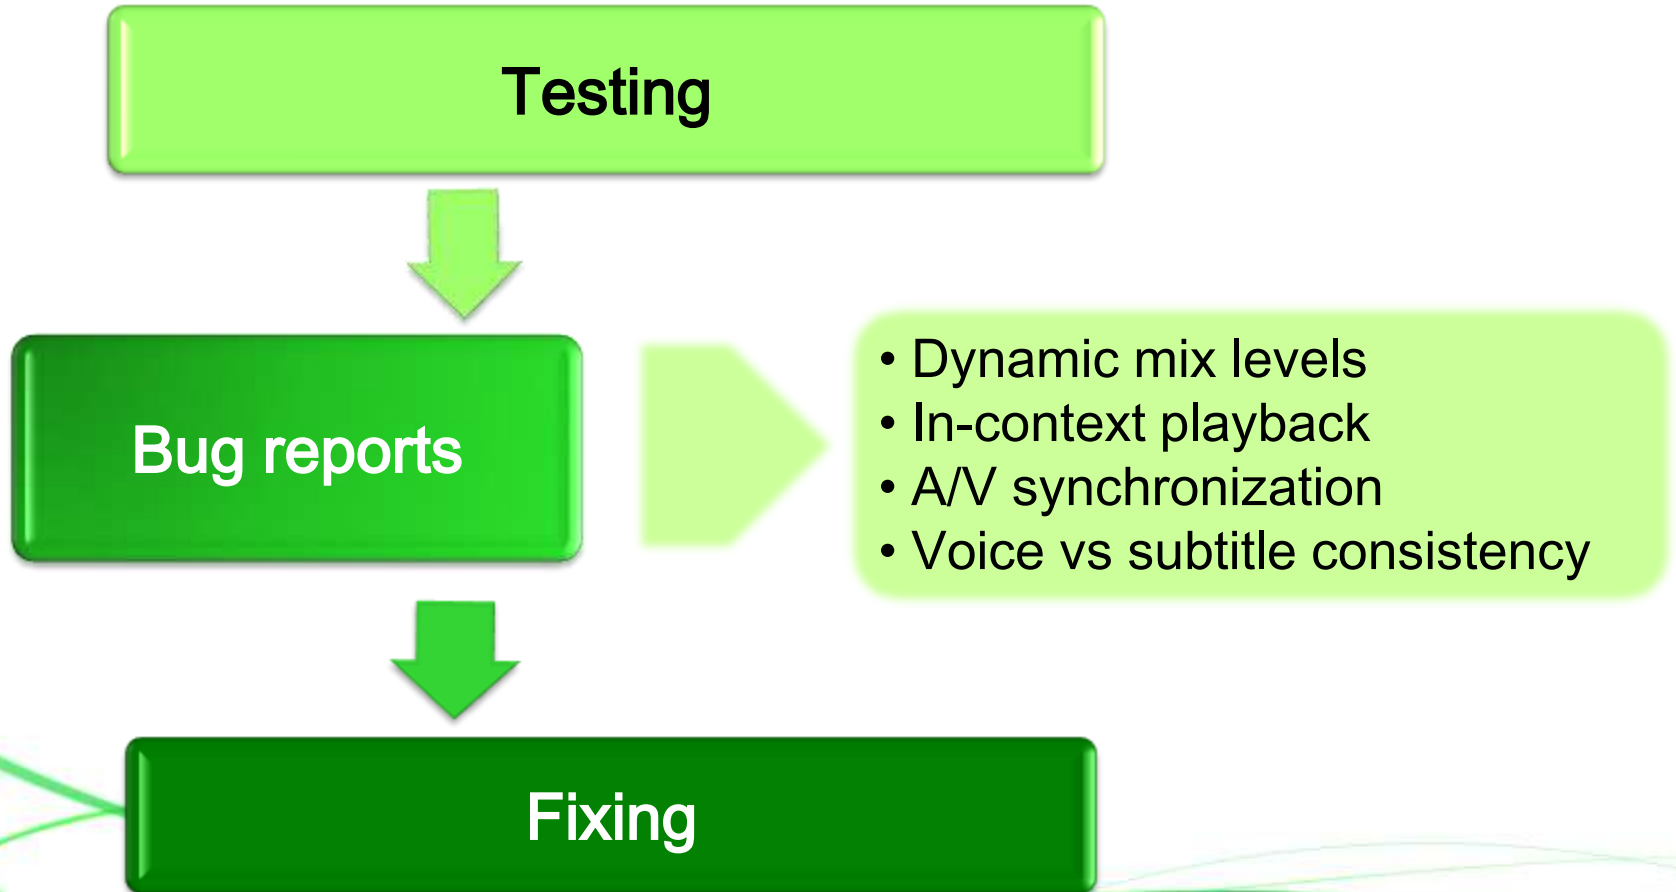 Testing
Bug reports
• Dynamic mix levels
• In-context playback
• A/V synchronization
• Voice vs subtitle consistency
Fixing